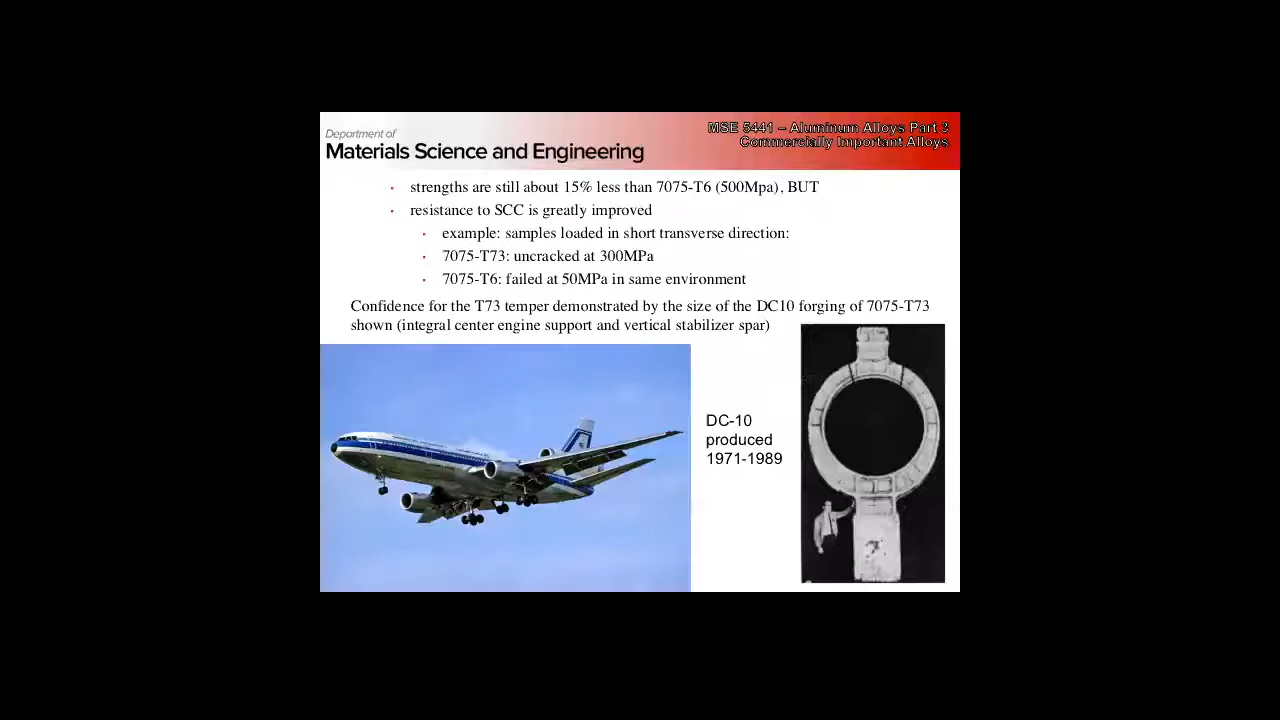 Department of
Materials Science and Engineering
MSE 5441 – Aluminum Alloys Part 3
Commercially Important Alloys
strengths are still about 15% less than 7075-T6 (500Mpa), BUT
resistance to SCC is greatly improved
example: samples loaded in short transverse direction:
7075-T73: uncracked at 300MPa
7075-T6: failed at 50MPa in same environment
Confidence for the T73 temper demonstrated by the size of the DC10 forging of 7075-T73
shown (integral center engine support and vertical stabilizer spar)
DC-10
produced
1971-1989